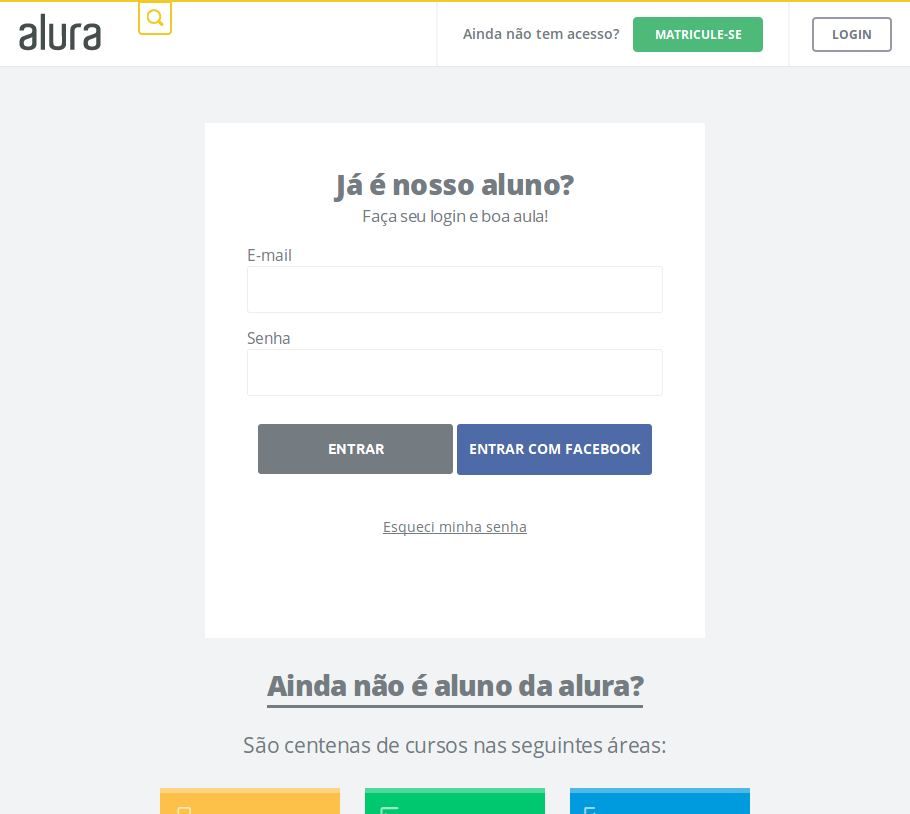 alura
Ainda não tem acesso?
MATRICULE-SE
LOGIN
Já é nosso aluno?
Faça seu login e boa aula!
E-mail
Senha
ENTRAR
ENTRAR COM FACEBOOK
Esqueci minha senha
Ainda não é aluno da alura?
São centenas de cursos nas seguintes áreas: